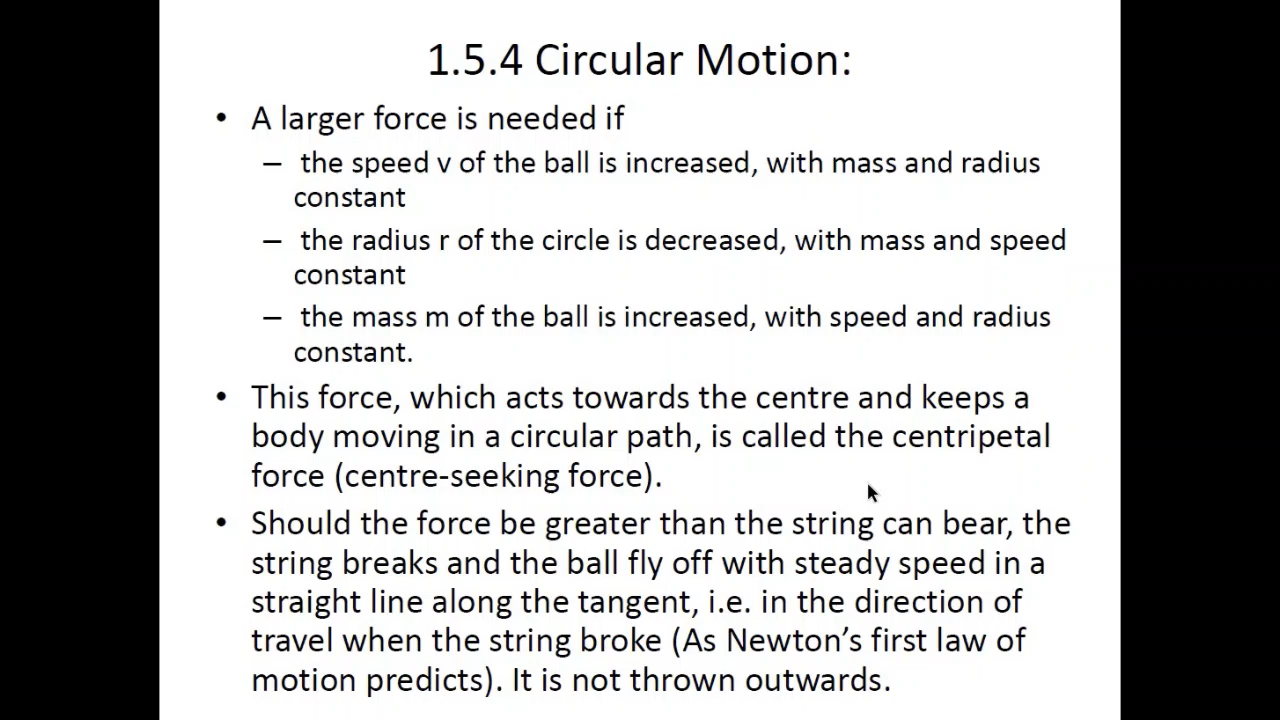 1.5.4 Circular Motion:
• A larger force is needed if
– the speed v of the ball is increased, with mass and radius
constant
– the radius r of the circle is decreased, with mass and speed
constant
– the mass m of the ball is increased, with speed and radius
constant.
• This force, which acts towards the centre and keeps a
body moving in a circular path, is called the centripetal
force (centre-seeking force).
• Should the force be greater than the string can bear, the
string breaks and the ball fly off with steady speed in a
straight line along the tangent, i.e. in the direction of
travel when the string broke (As Newton’s first law of
motion predicts). It is not thrown outwards.